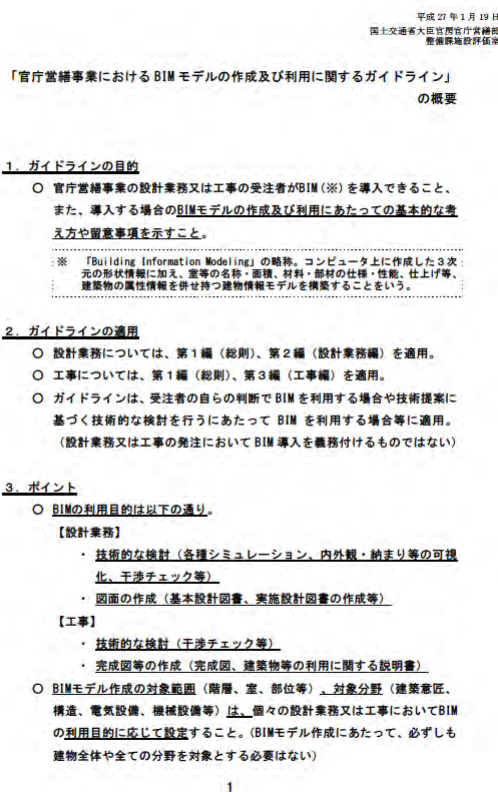 平成27年1月19日
国土交通省大臣官房官庁営繕部
整備課施設評価室
「官庁営繕事業におけるBIMモデルの作成及び利用に関するガイドライン」
の概要
1.ガイドラインの目的
○ 官庁営繕事業の設計業務又は工事の受注者がBIM(※)を導入できること、
また、導入する場合のBIMモデルの作成及び利用にあたっての基本的な考
え方や留意事項を示すこと。
※ 「Building Information Modeling」の略称。コンピュータ上に作成した3次
元の形状情報に加え、室等の名称・面積、材料・部材の仕様・性能、仕上げ等、
建築物の属性情報を併せ持つ建物情報モデルを構築することをいう。
2.ガイドラインの適用
○ 設計業務については、第1編(総則)、第2編(設計業務編)を適用。
○ 工事については、第1編(総則)、第3編(工事編)を適用。
○ ガイドラインは、受注者の自らの判断でBIMを利用する場合や技術提案に
基づく技術的な検討を行うにあたって BIM を利用する場合等に適用。
(設計業務又は工事の発注においてBIM導入を義務付けるものではない)
3.ポイント
○ BIMの利用目的は以下の通り。
【設計業務】
・ 技術的な検討(各種シミュレーション、内外観・納まり等の可視
化、干渉チェック等)
・ 図面の作成(基本設計図書、実施設計図書の作成等)
【工事】
・ 技術的な検討(干渉チェック等)
・ 完成図等の作成(完成図、建築物等の利用に関する説明書)
○ BIMモデル作成の対象範囲(階層、室、部位等)、対象分野(建築意匠、
構造、電気設備、機械設備等)は、個々の設計業務又は工事においてBIM
の利用目的に応じて設定すること。(BIMモデル作成にあたって、必ずしも
建物全体や全ての分野を対象とする必要はない)
1